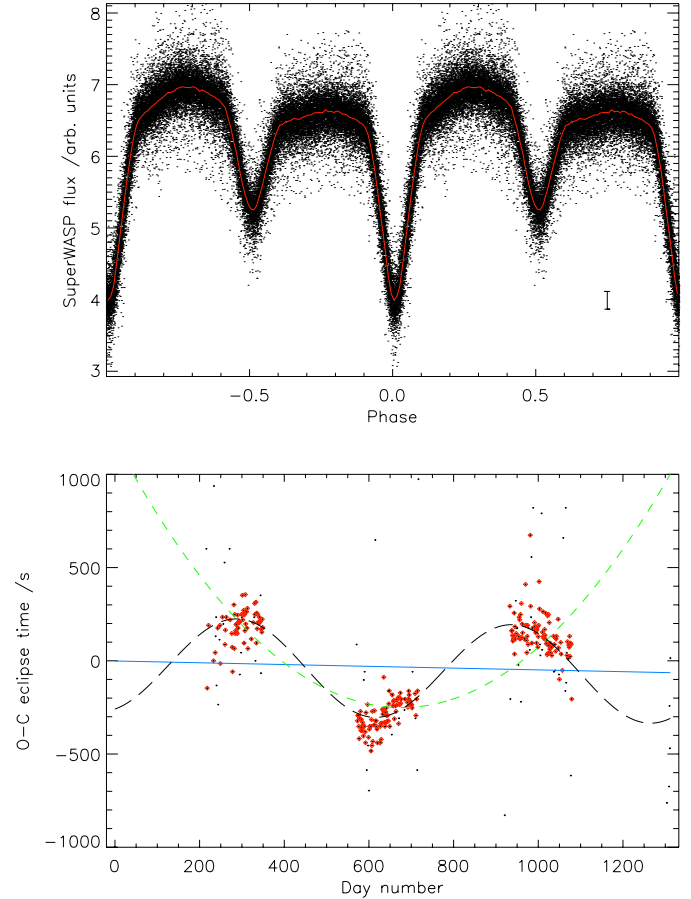 8
7
6
5
4
3
SuperWASP flux /arb. units
−0.5 0.0 0.5
Phase
1000
500
0
−500
−1000
O−C eclipse time /s
0 200 400 600 800 1000 1200
Day number